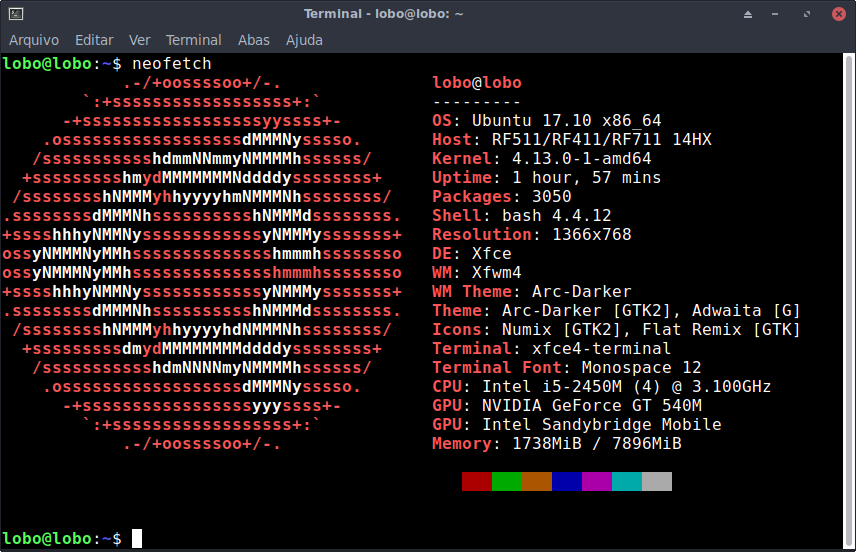 Terminal - lobo@lobo: ~
Arquivo Editar Ver Terminal Abas Ajuda
lobo@lobo:~$ neofetch
            .-/+oossssoo+/-.               lobo@lobo
        `:+ssssssssssssssssss+:`           ---------
      -+ssssssssssssssssssyyssss+-         OS: Ubuntu 17.10 x86_64
    .ossssssssssssssssssdMMMNysssso.       Host: RF511/RF411/RF711 14HX
   /ssssssssssshdmmNNmmyNMMMMhssssss/      Kernel: 4.13.0-1-amd64
  +ssssssssshmydMMMMMMMNddddyssssssss+     Uptime: 1 hour, 57 mins
 /sssssssshNMMMyhhyyyyhmNMMMNhssssssss/    Packages: 3050
.ssssssssdMMMNhsssssssssshNMMMdssssssss.   Shell: bash 4.4.12
+sssshhhyNMMNyssssssssssssyNMMMysssssss+   Resolution: 1366x768
ossyNMMMNyMMhsssssssssssssshmmmhssssssso   DE: Xfce
ossyNMMMNyMMhsssssssssssssshmmmhssssssso   WM: Xfwm4
+sssshhhyNMMNyssssssssssssyNMMMysssssss+   WM Theme: Arc-Darker
.ssssssssdMMMNhsssssssssshNMMMdssssssss.   Theme: Arc-Darker [GTK2], Adwaita [G]
 /sssssssshNMMMyhhyyyyhdNMMMNhssssssss/    Icons: Numix [GTK2], Flat Remix [GTK]
  +sssssssssdmydMMMMMMMMddddyssssssss+     Terminal: xfce4-terminal
   /ssssssssssshdmNNNNmyNMMMMhssssss/      Terminal Font: Monospace 12
    .ossssssssssssssssssdMMMNysssso.       CPU: Intel i5-2450M (4) @ 3.100GHz
      -+sssssssssssssssssyyyssss+-         GPU: NVIDIA GeForce GT 540M
        `:+ssssssssssssssssss+:`           GPU: Intel Sandybridge Mobile
            .-/+oossssoo+/-.               Memory: 1738MiB / 7896MiB
lobo@lobo:~$